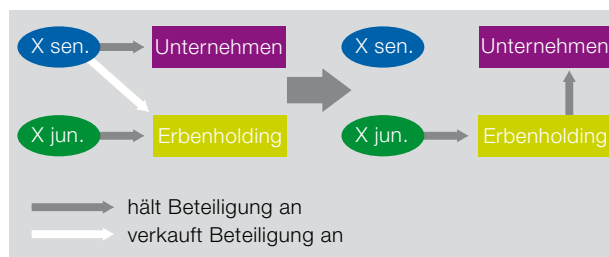 X sen. Unternehmen X sen. Unternehmen
X jun. Erbenholding X jun. Erbenholding
hält Beteiligung an
verkauft Beteiligung an